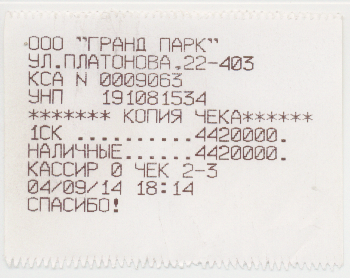 ООО "ГРАНД ПАРК"
УЛ.ПЛАТОНОВА.22-403
КСА N 0009063
УНП 191081534
******* КОПИЯ ЧЕКА******
1СК ..........4420000.
НАЛИЧНЫЕ......4420000.
КАССИР 0 ЧЕК 2-3
04/09/14 18:14
СПАСИБО!